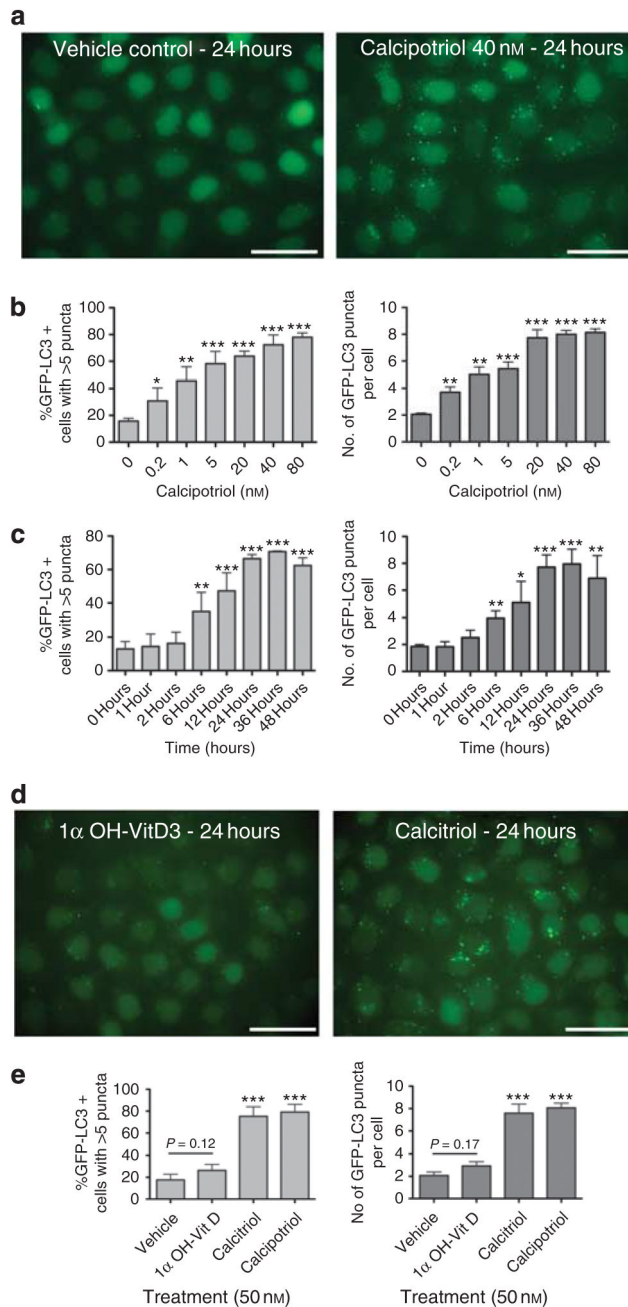 a
Vehicle control - 24 hours
Calcipotriol 40 nM - 24 hours
b
%GFP-LC3 +
cells with >5 puncta
100
80
60
40
20
0
* ** *** *** *** ***
0 0.2 1 5 20 40 80
Calcipotriol (nM)
No. of GFP-LC3 puncta
per cell
10
8
6
4
2
0
** ** *** *** *** ***
0 0.2 1 5 20 40 80
Calcipotriol (nM)
c
%GFP-LC3 +
cells with >5 puncta
80
60
40
20
0
** *** *** *** ***
0 Hours
1 Hour
2 Hours
6 Hours
12 Hours
24 Hours
36 Hours
48 Hours
Time (hours)
No. of GFP-LC3 puncta
per cell
10
8
6
4
2
0
** * *** *** **
0 Hours
1 Hour
2 Hours
6 Hours
12 Hours
24 Hours
36 Hours
48 Hours
Time (hours)
d
1α OH-VitD3 - 24 hours
Calcitriol - 24 hours
e
%GFP-LC3 +
cells with >5 puncta
100
80
60
40
20
0
P = 0.12
*** ***
Vehicle
1α OH-Vit D
Calcitriol
Calcipotriol
Treatment (50 nM)
No of GFP-LC3 puncta
per cell
10
8
6
4
2
0
P = 0.17
*** ***
Vehicle
1α OH-Vit D
Calcitriol
Calcipotriol
Treatment (50 nM)